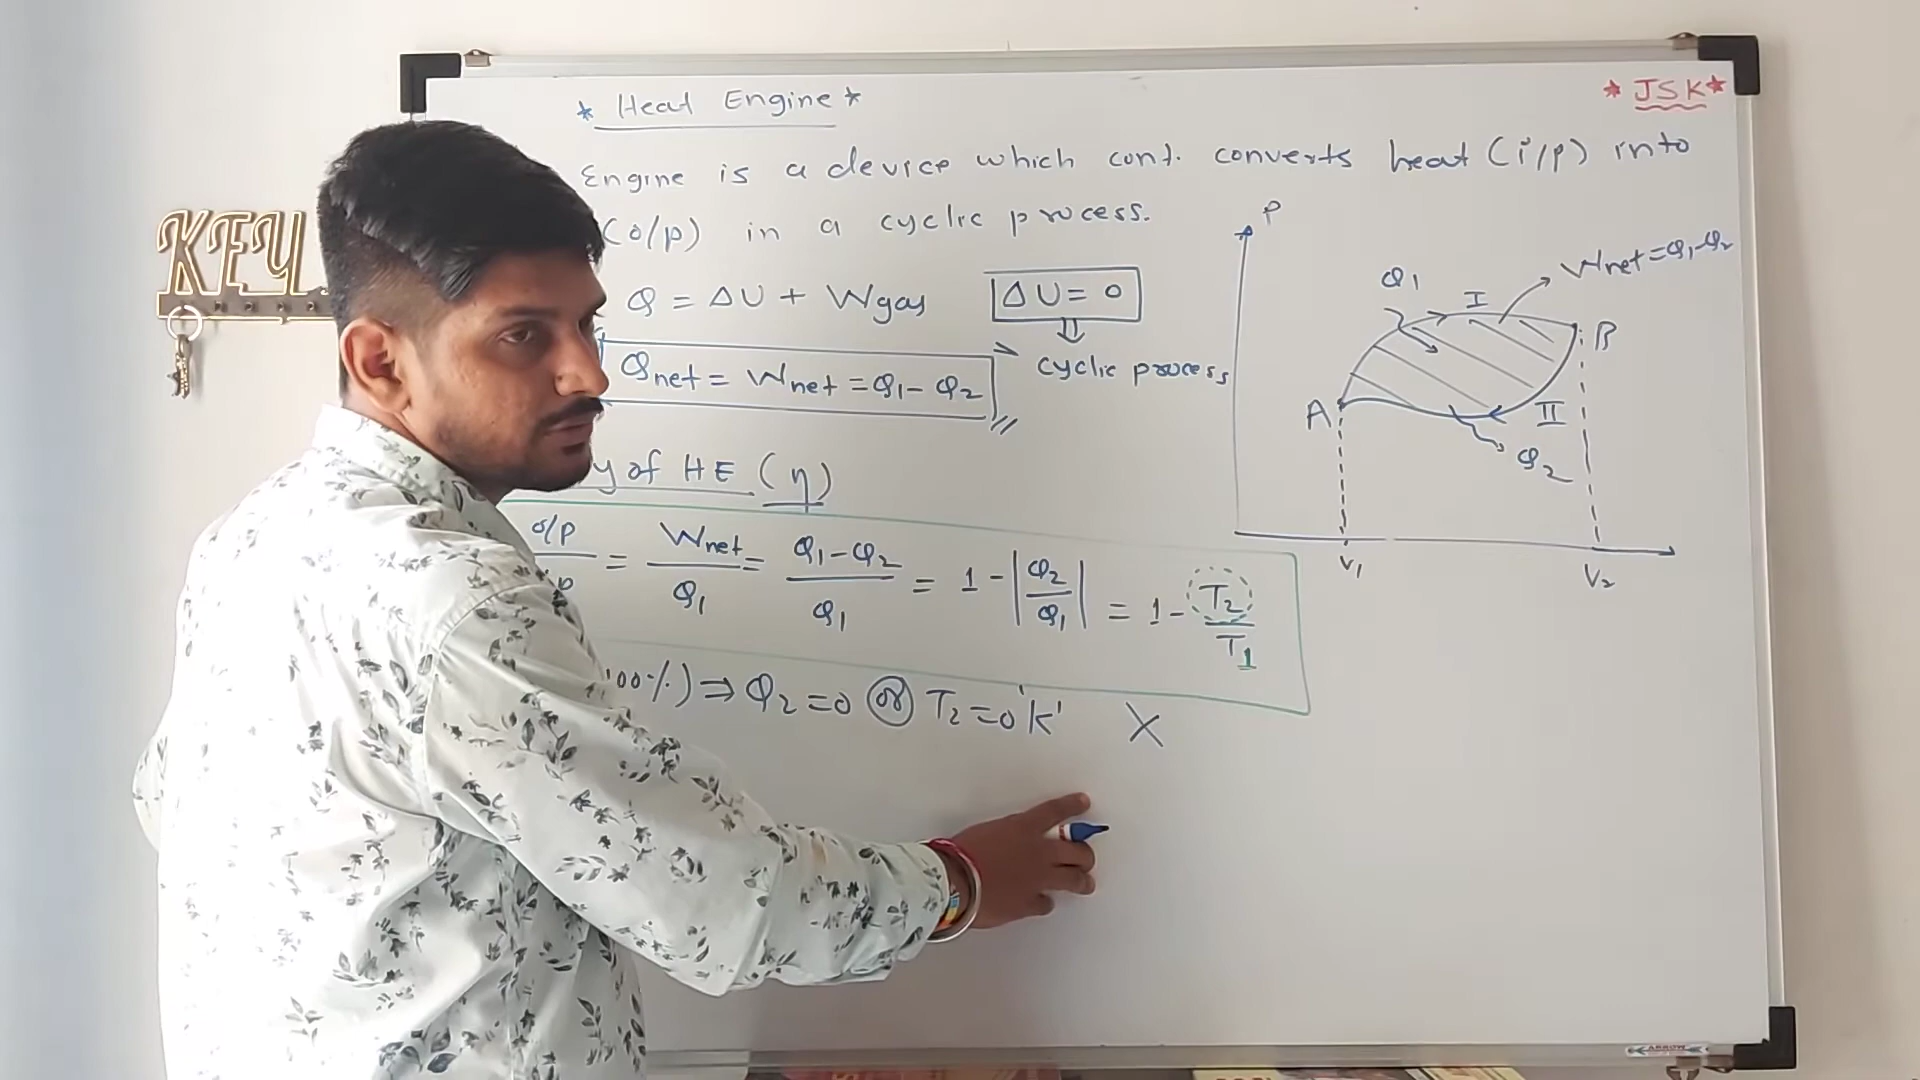 * Heat Engine *
* JSK *
Engine is a device which cont. converts heat (i/p) into
(o/p) in a cyclic process.
Q = ΔU + Wgas
ΔU = 0
⇓
cyclic process
Qnet = Wnet = Q1 - Q2
y of HE (η)
o/p = Wnet/Q1 = Q1-Q2/Q1 = 1 - |Q2/Q1| = 1 - T2/T1
100%) ⇒ Q2 = 0 or T2 = 0'K' X
P
Wnet = Q1-Q2
Q1
I
B
A
II
Q2
V1
V2
KEY
ARROW